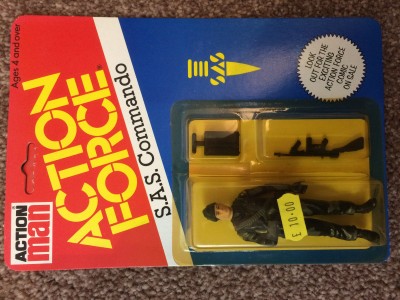 Ages 4 and over
ACTION
man
ACTION
FORCE
S.A.S. Commando
SAS
LOOK
OUT FOR THE
EXCITING
ACTION FORCE
COMIC
ON SALE
£ 10.00